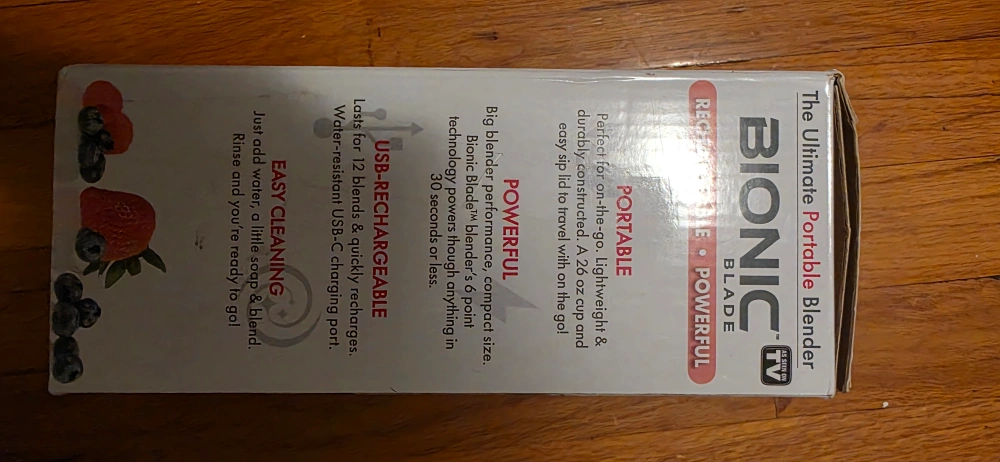 The Ultimate Portable Blender
BIONIC™
BLADE
AS SEEN ON
TV
RECHARGEABLE • POWERFUL
PORTABLE
Perfect for on-the-go. Lightweight &
durably constructed. A 26 oz cup and
easy sip lid to travel with on the go!
POWERFUL
Big blender performance, compact size.
Bionic Blade™ blender's 6 point
technology powers though anything in
30 seconds or less.
USB-RECHARGEABLE
Lasts for 12 blends & quickly recharges.
Water-resistant USB-C charging port.
EASY CLEANING
Just add water, a little soap & blend.
Rinse and you're ready to go!